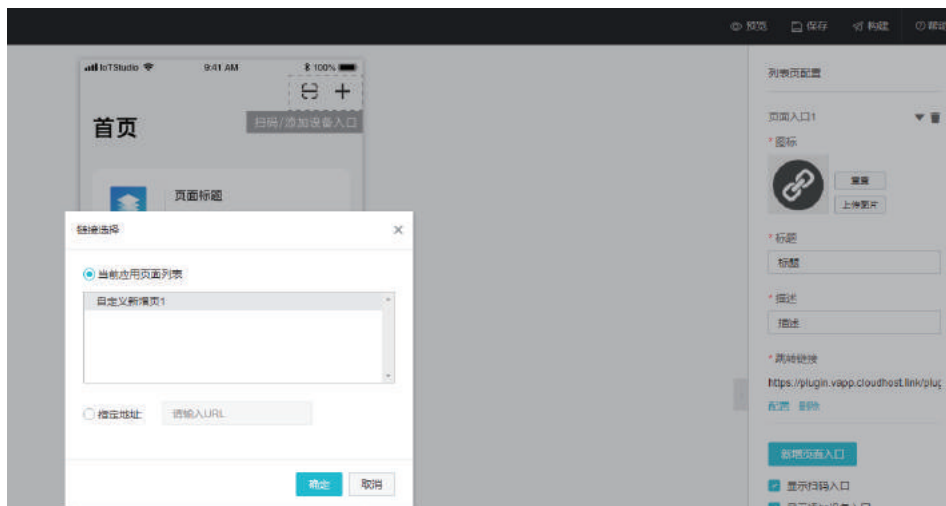 预览 保存 构建
IoTStudio 9:41 AM 100%
首页
扫码/添加设备入口
页面标题
链接选择
当前应用页面列表
自定义新增页1
指定地址: 请输入URL
确定 取消
列表页配置
页面入口1
*图标
重置
上传图片
*标题
标题
*描述
描述
*跳转链接
https://plugin.vapp.cloudhost.link/plug
配置 删除
新增页面入口
显示扫码入口